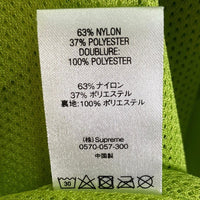 63% NYLON
37% POLYESTER
DOUBLURE:
100% POLYESTER
63% ナイロン
37% ポリエステル
裏地:100% ポリエステル
(株) Supreme
0570-057-300
中国製
30